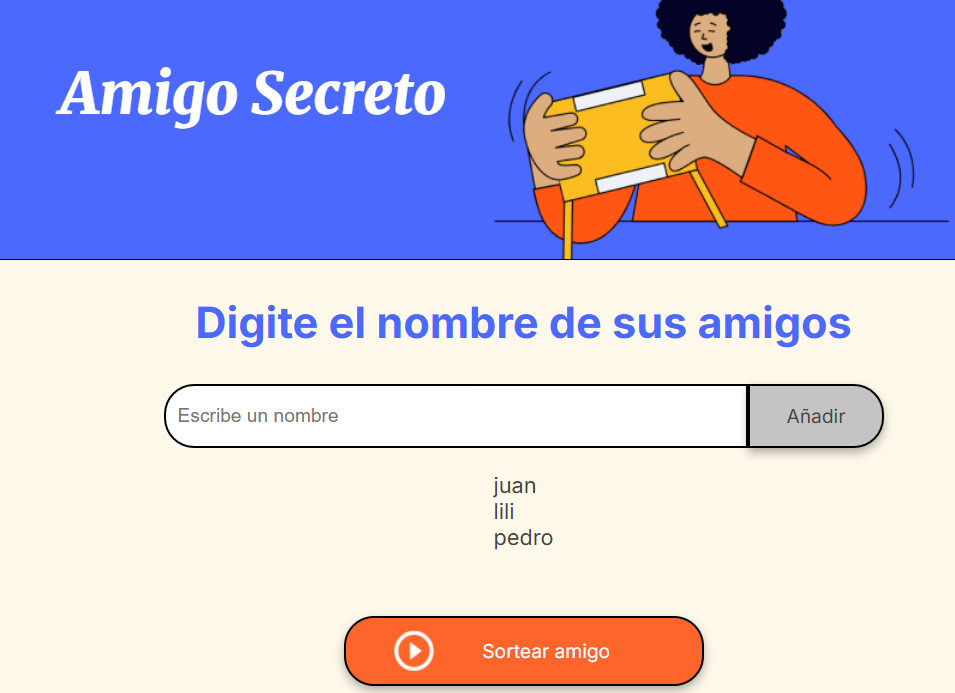 Amigo Secreto
Digite el nombre de sus amigos
Escribe un nombre
Añadir
juan
lili
pedro
Sortear amigo